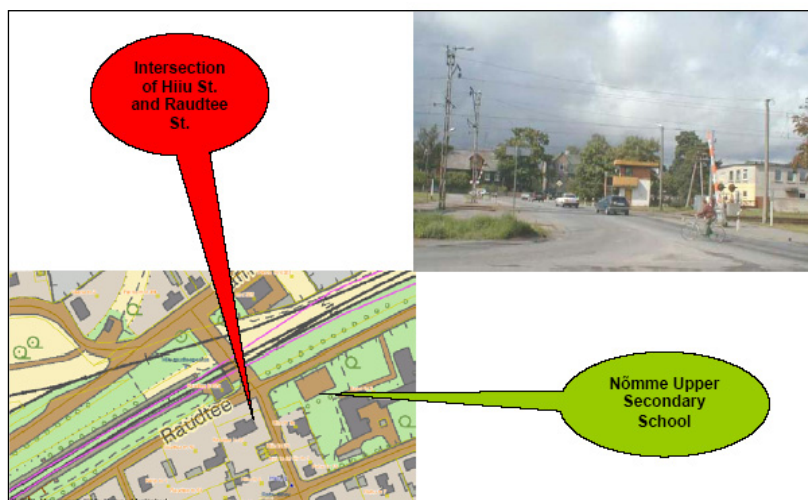 Intersection
of Hiiu St.
and Raudtee
St.
Raudtee
Nõmme Upper
Secondary
School